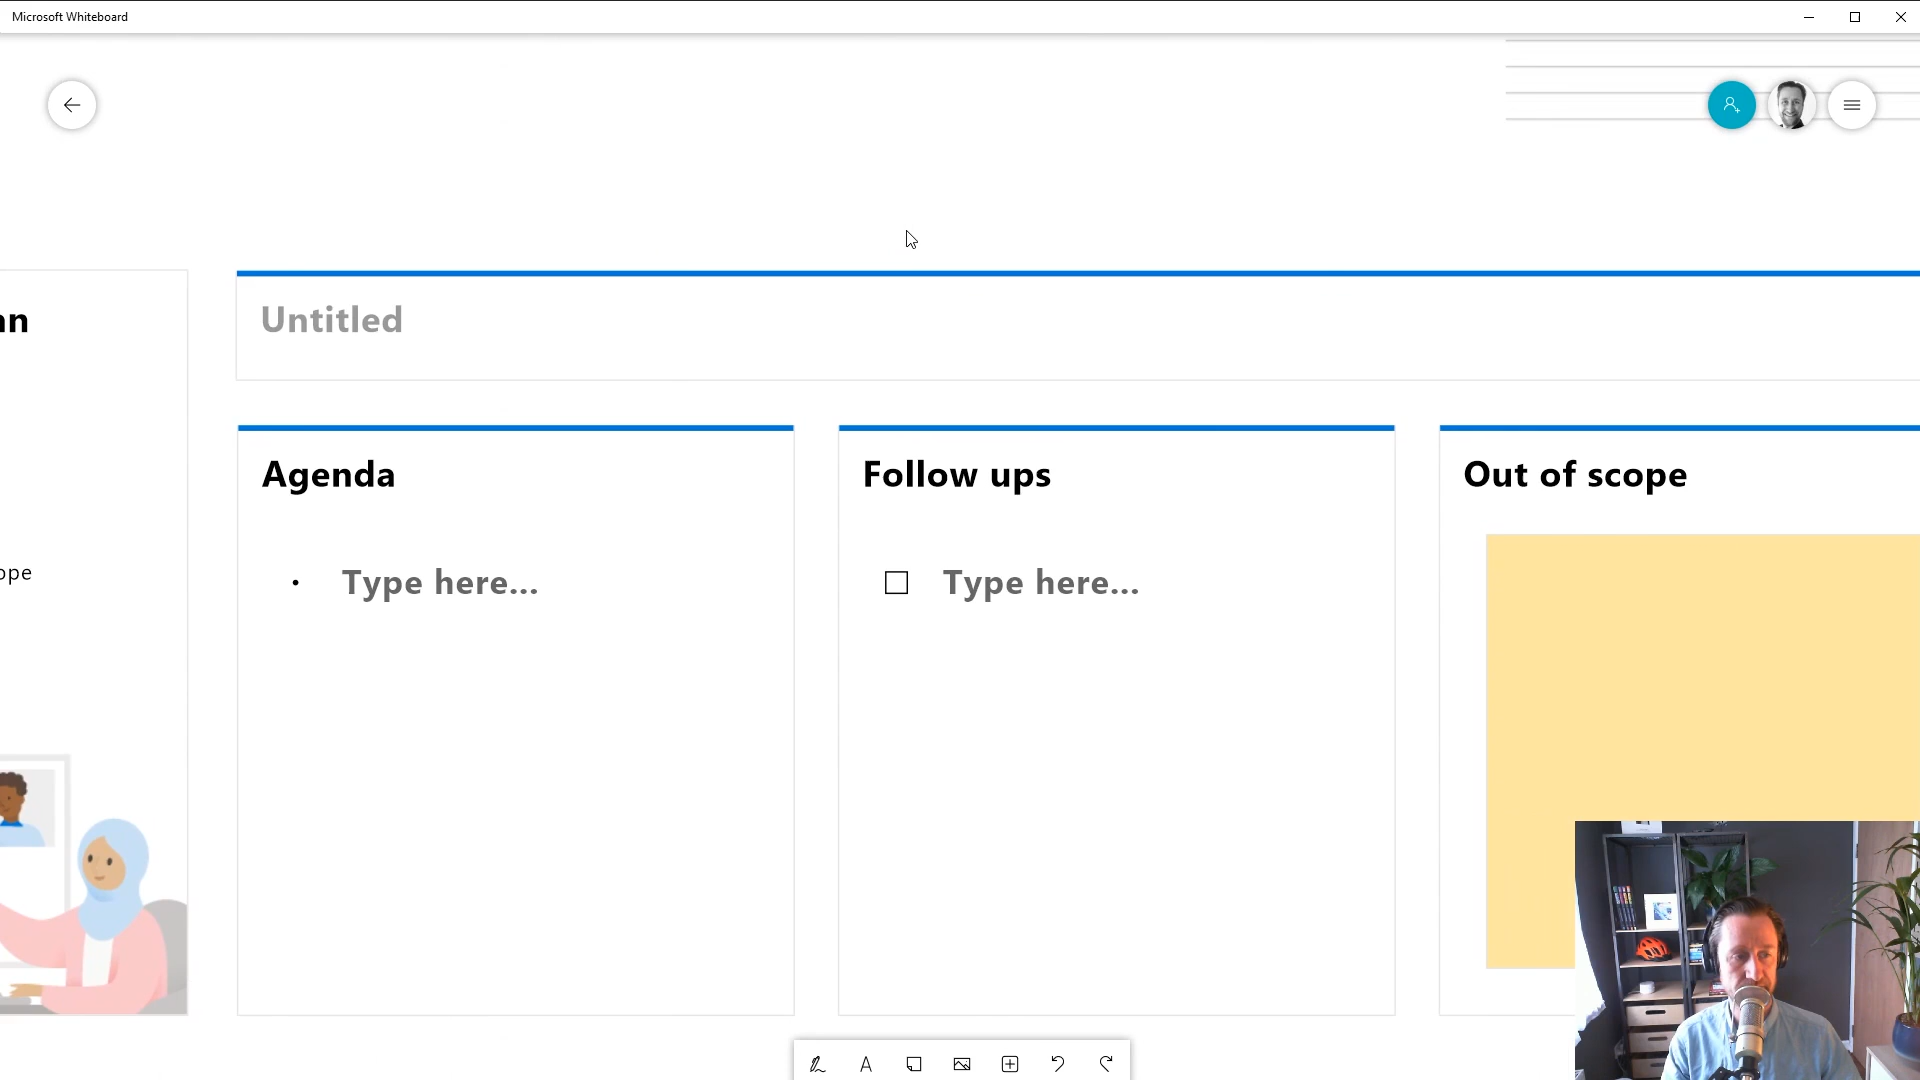 Microsoft Whiteboard
Untitled
Agenda
Follow ups
Out of scope
• Type here...
Type here...